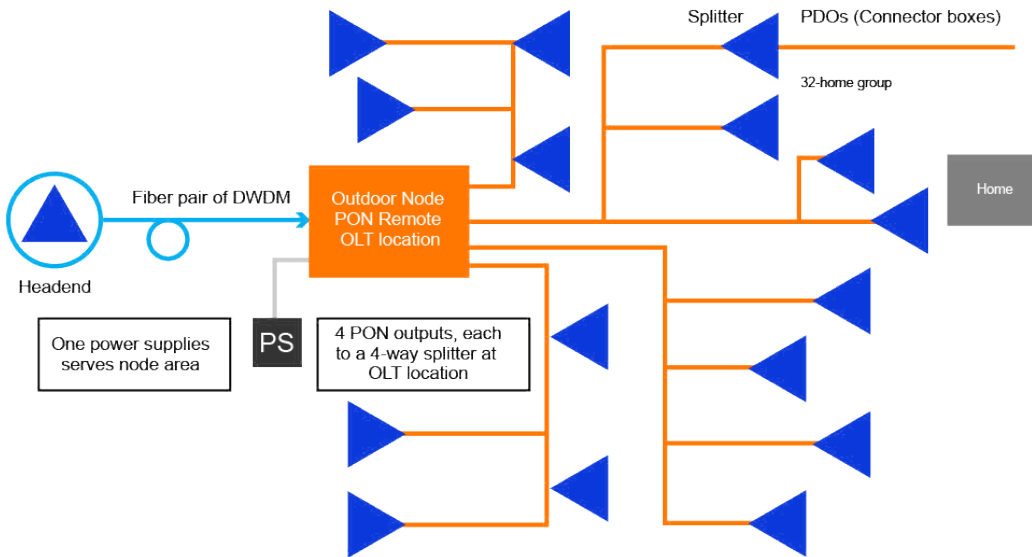 Splitter
PDOs (Connector boxes)
32-home group
Fiber pair of DWDM
Outdoor Node
PON Remote
OLT location
Home
Headend
One power supplies
serves node area
PS
4 PON outputs, each
to a 4-way splitter at
OLT location